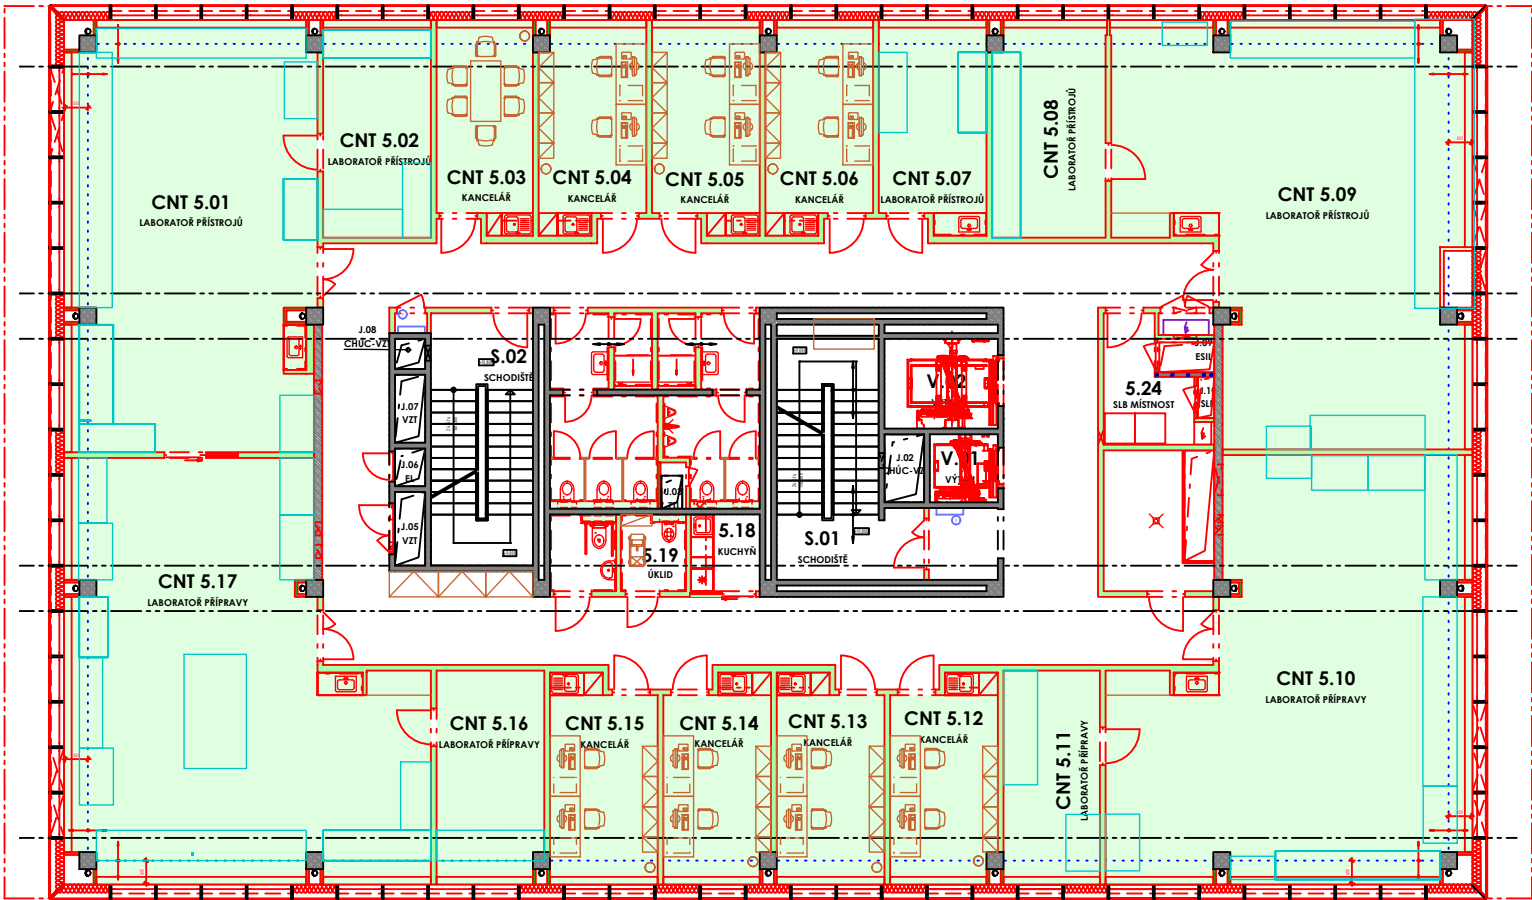 CNT 5.01
LABORATOŘ PŘÍSTROJŮ
CNT 5.02
LABORATOŘ PŘÍSTROJŮ
CNT 5.03
KANCELÁŘ
CNT 5.04
KANCELÁŘ
CNT 5.05
KANCELÁŘ
CNT 5.06
KANCELÁŘ
CNT 5.07
LABORATOŘ PŘÍSTROJŮ
CNT 5.08
LABORATOŘ PŘÍSTROJŮ
CNT 5.09
LABORATOŘ PŘÍSTROJŮ
J.08
CHÚC-VZT
S.02
SCHODIŠTĚ
J.07
VZT
J.06
EL
J.05
VZT
5.18
KUCHYŇ
5.19
ÚKLID
S.01
SCHODIŠTĚ
J.02
CHÚC-VZ
ESIL
5.24
SLB MÍSTNOST
CNT 5.17
LABORATOŘ PŘÍPRAVY
CNT 5.16
LABORATOŘ PŘÍPRAVY
CNT 5.15
KANCELÁŘ
CNT 5.14
KANCELÁŘ
CNT 5.13
KANCELÁŘ
CNT 5.12
KANCELÁŘ
CNT 5.11
LABORATOŘ PŘÍPRAVY
CNT 5.10
LABORATOŘ PŘÍPRAVY